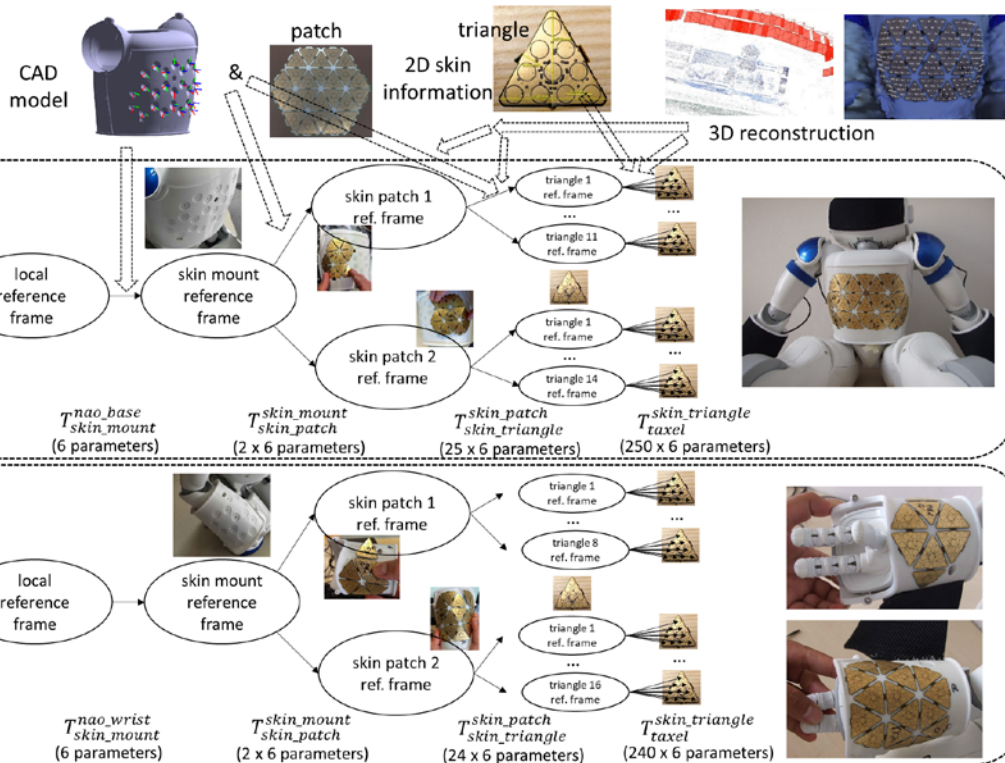 CAD
model
&
patch
triangle
2D skin
information
3D reconstruction
local
reference
frame
skin mount
reference
frame
skin patch 1
ref. frame
skin patch 2
ref. frame
triangle 1
ref. frame
...
triangle 11
ref. frame
...
triangle 1
ref. frame
...
triangle 14
ref. frame
...
T^{nao_base}_{skin_mount}
(6 parameters)
T^{skin_mount}_{skin_patch}
(2 x 6 parameters)
T^{skin_patch}_{skin_triangle}
(25 x 6 parameters)
T^{skin_triangle}_{taxel}
(250 x 6 parameters)
local
reference
frame
skin mount
reference
frame
skin patch 1
ref. frame
skin patch 2
ref. frame
triangle 1
ref. frame
...
triangle 8
ref. frame
...
triangle 1
ref. frame
...
triangle 16
ref. frame
...
T^{nao_wrist}_{skin_mount}
(6 parameters)
T^{skin_mount}_{skin_patch}
(2 x 6 parameters)
T^{skin_patch}_{skin_triangle}
(24 x 6 parameters)
T^{skin_triangle}_{taxel}
(240 x 6 parameters)